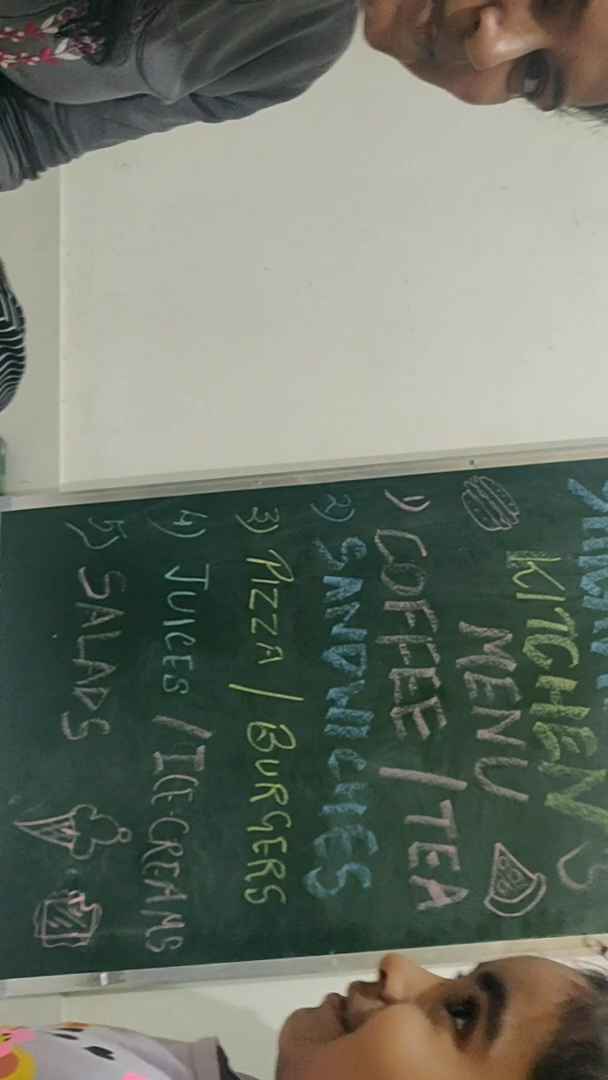 KITCHEN
MENU
1) COFFEE / TEA
2) SANDWICHES
3) PIZZA / BURGERS
4) JUICES / ICE-CREAMS
5) SALADS